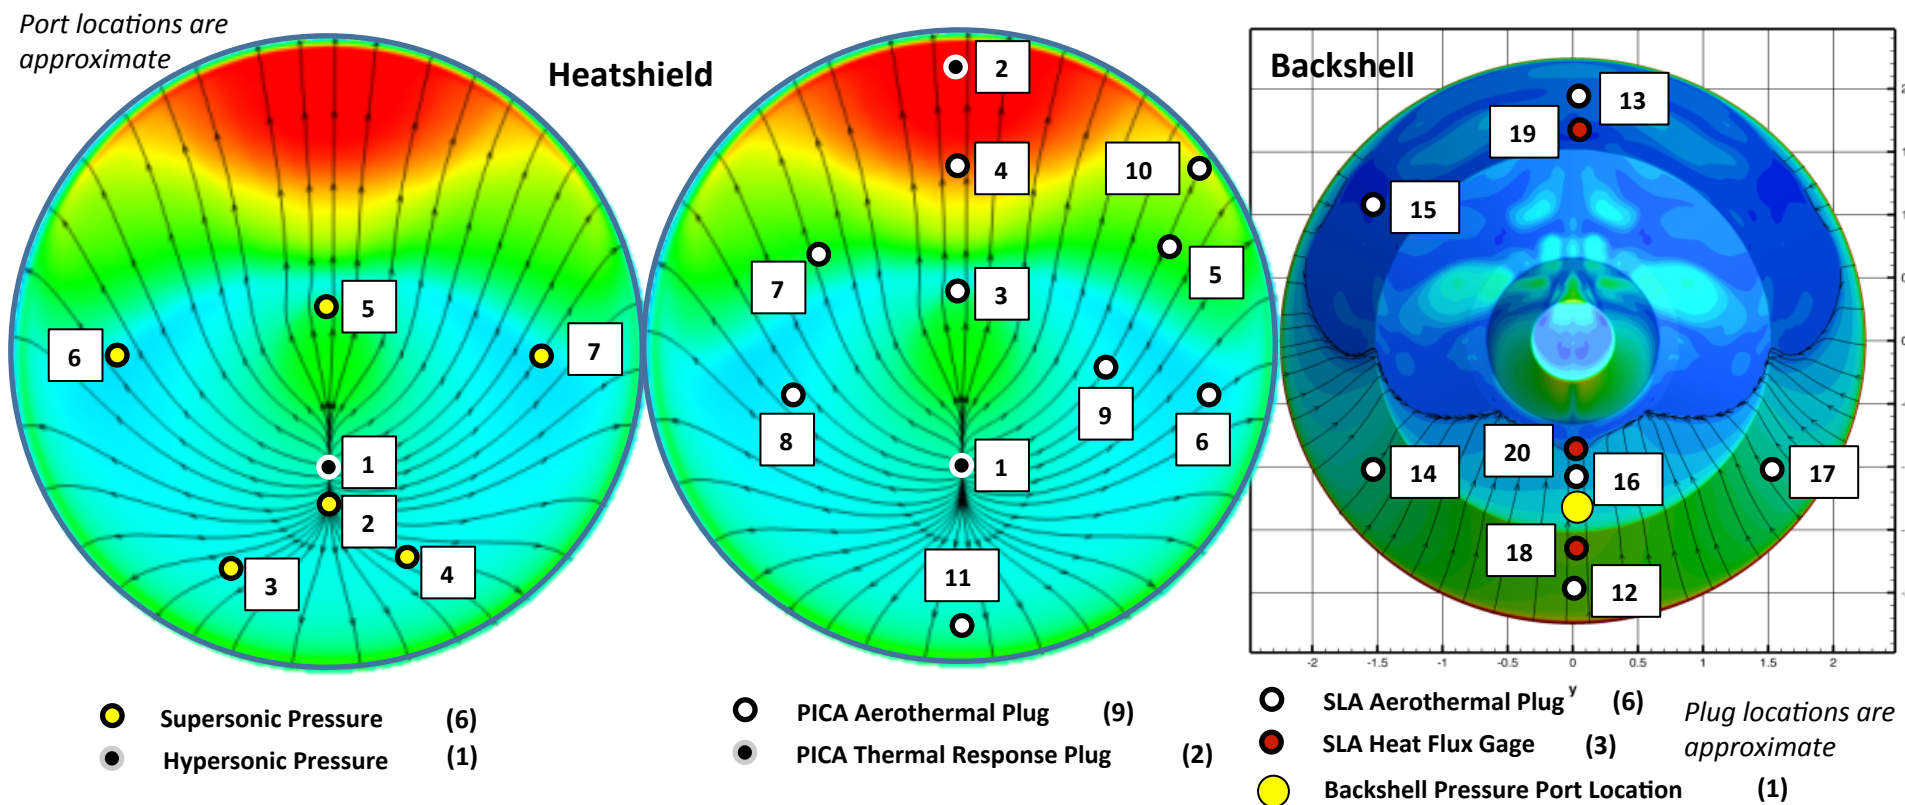 Port locations are
approximate
Heatshield
Backshell
5
6
7
1
2
3
4
2
4
10
7
3
5
9
8
6
1
11
13
19
15
20
16
14
17
18
12
-2
-1.5
-1
-0.5
0
0.5
1
1.5
2
y
Supersonic Pressure (6)
Hypersonic Pressure (1)
PICA Aerothermal Plug (9)
PICA Thermal Response Plug (2)
SLA Aerothermal Plug (6)
SLA Heat Flux Gage (3)
Backshell Pressure Port Location (1)
Plug locations are
approximate